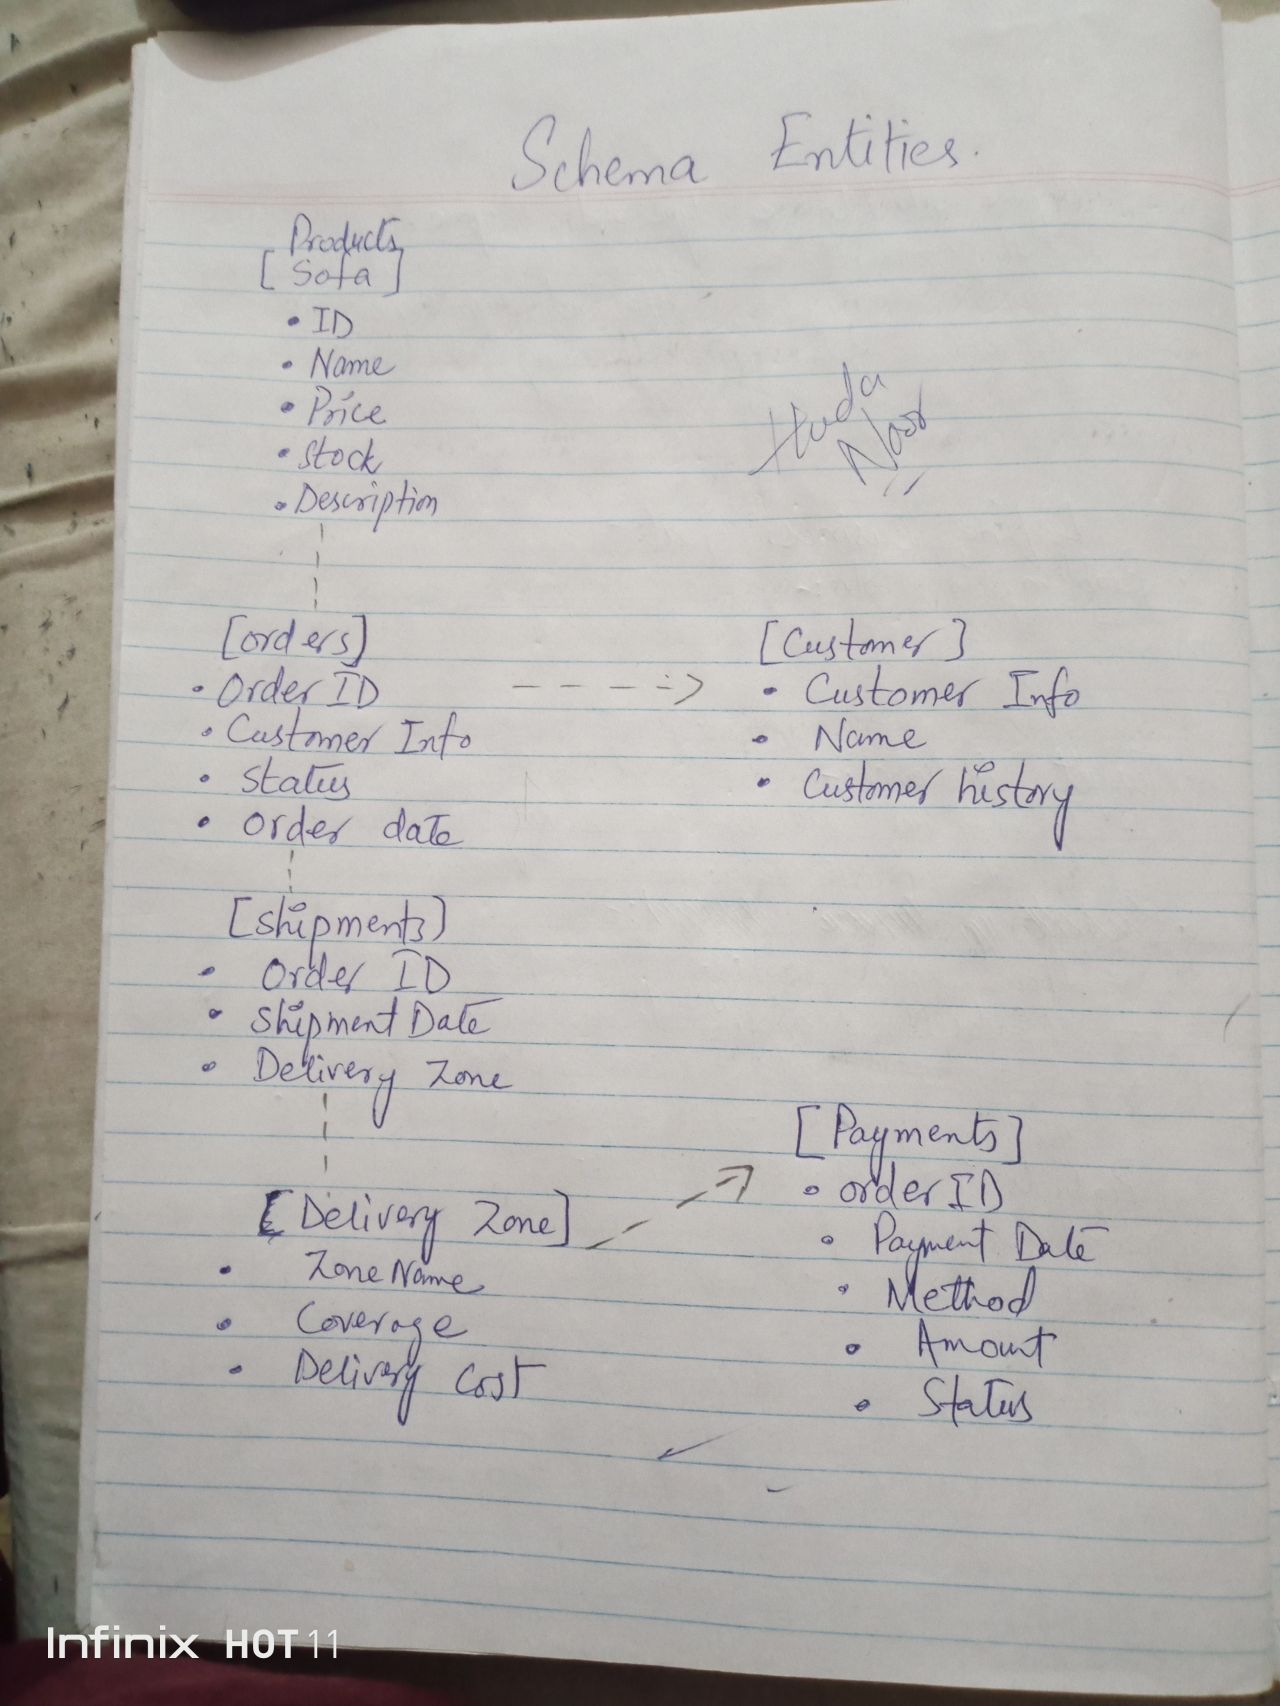 Schema Entities.
Products
[Sofa]
• ID
• Name
• Price
• Stock
• Description
Huda
Noor
[orders]
• Order ID
• Customer Info
• Status
• Order date
[Customer]
• Customer Info
• Name
• Customer history
[Shipments]
• Order ID
• Shipment Date
• Delivery Zone
[Delivery Zone]
• Zone Name
• Coverage
• Delivery Cost
[Payments]
• order ID
• Payment Date
• Method
• Amount
• Status
Infinix HOT 11